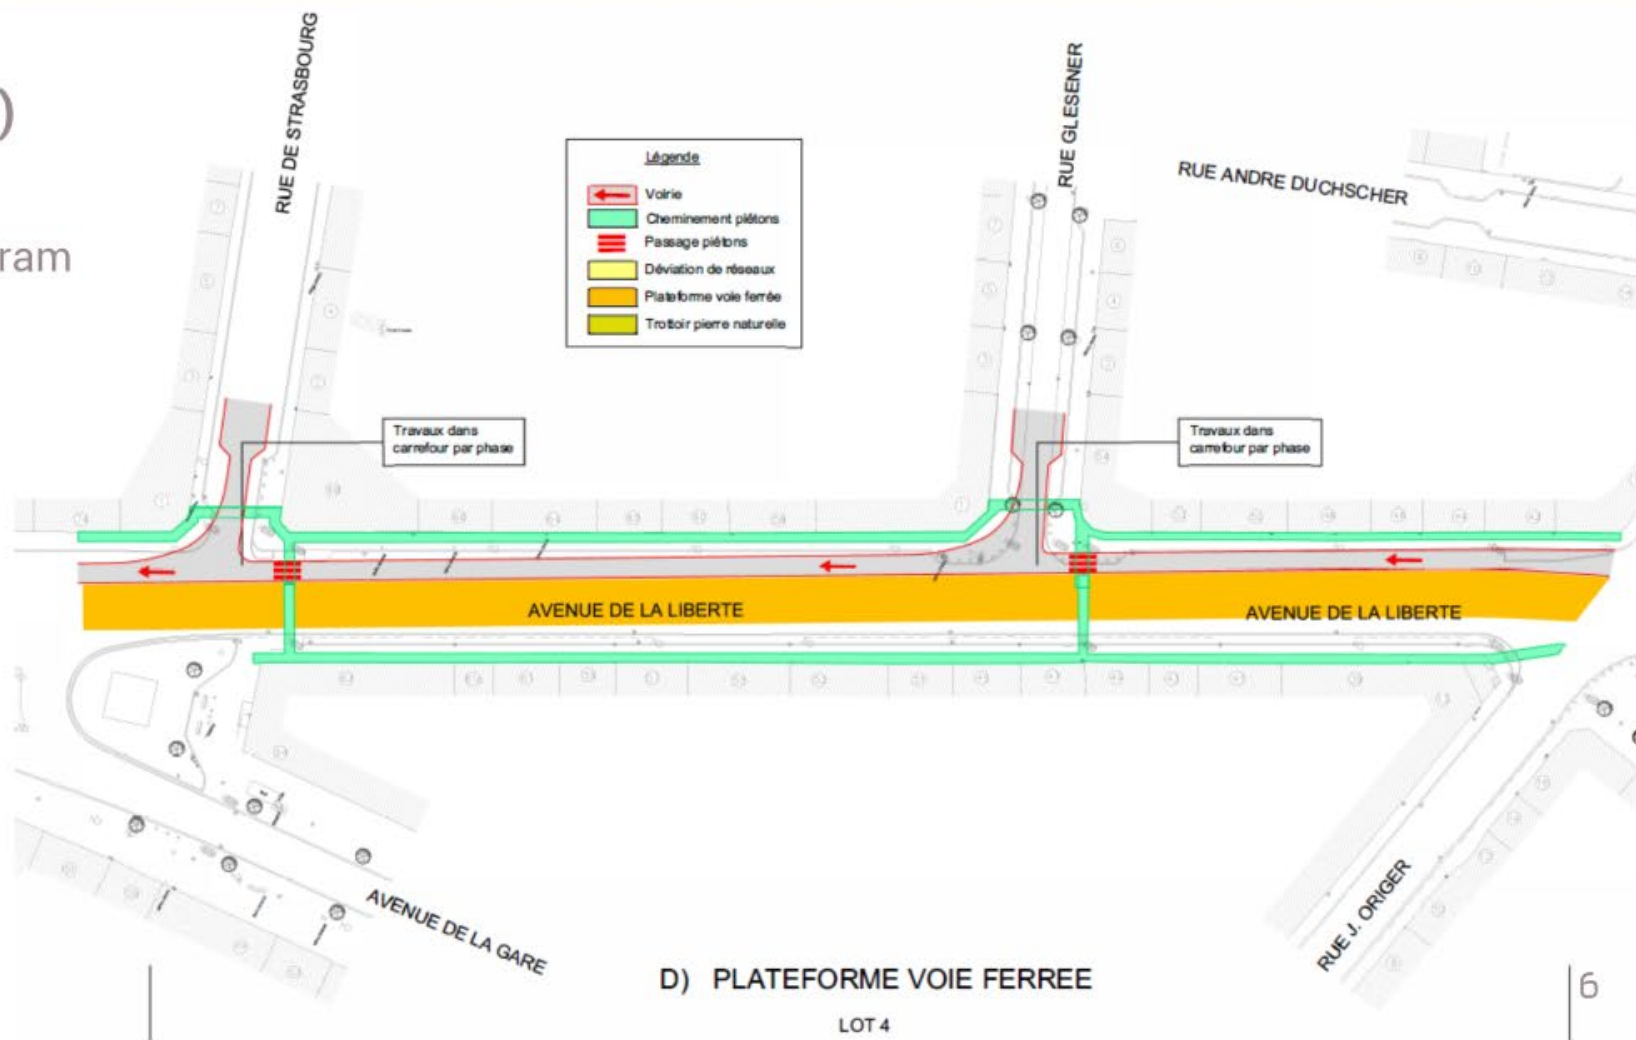 )
ram
RUE DE STRASBOURG
RUE GLESENER
RUE ANDRE DUCHSCHER
Légende
Voirie
Cheminement piétons
Passage piétons
Déviation de réseaux
Plateforme voie ferrée
Trottoir pierre naturelle
Travaux dans
carrefour par phase
Travaux dans
carrefour par phase
AVENUE DE LA LIBERTE
AVENUE DE LA LIBERTE
AVENUE DE LA GARE
RUE J. ORIGER
D) PLATEFORME VOIE FERREE
LOT 4
6